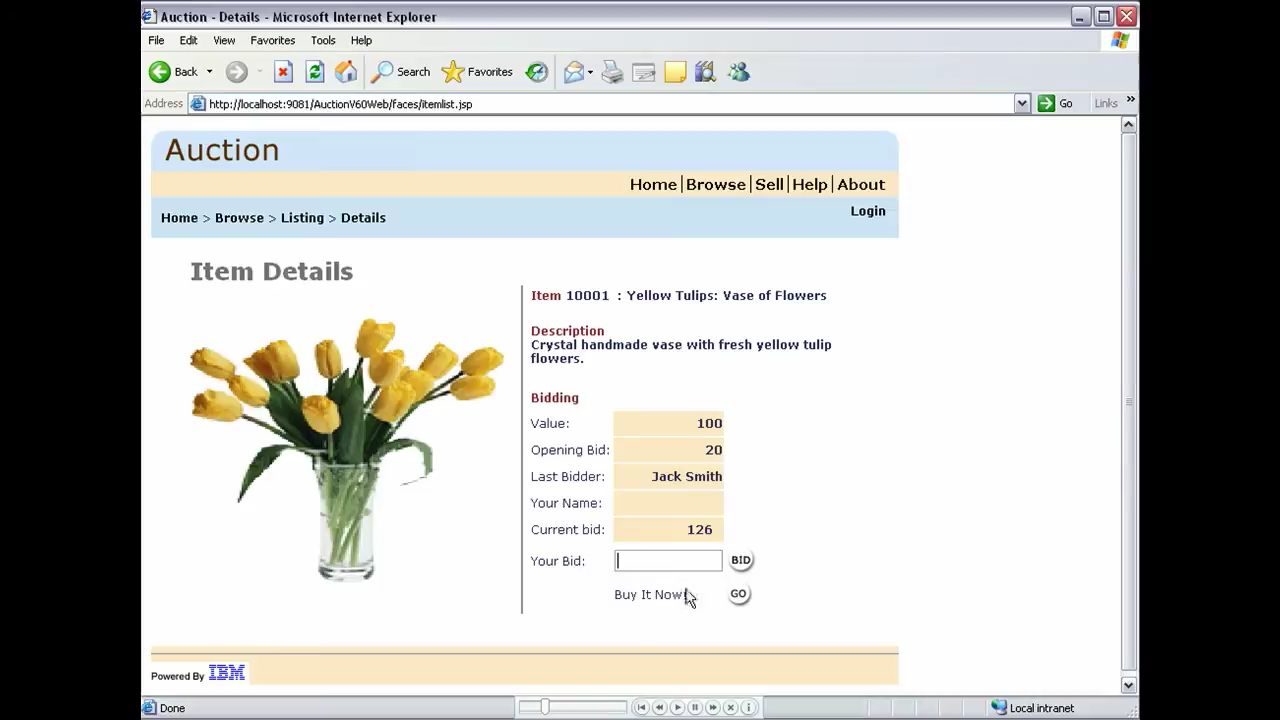 Auction - Details - Microsoft Internet Explorer
File Edit View Favorites Tools Help
Back Search Favorites
Address http://localhost:9081/AuctionV60Web/faces/itemlist.jsp Go Links »
Auction
Home|Browse|Sell|Help|About
Home > Browse > Listing > Details Login
Item Details
Item 10001 : Yellow Tulips: Vase of Flowers
Description
Crystal handmade vase with fresh yellow tulip
flowers.
Bidding
Value: 100
Opening Bid: 20
Last Bidder: Jack Smith
Your Name:
Current bid: 126
Your Bid: BID
Buy It Now! GO
Powered By IBM
Done Local intranet